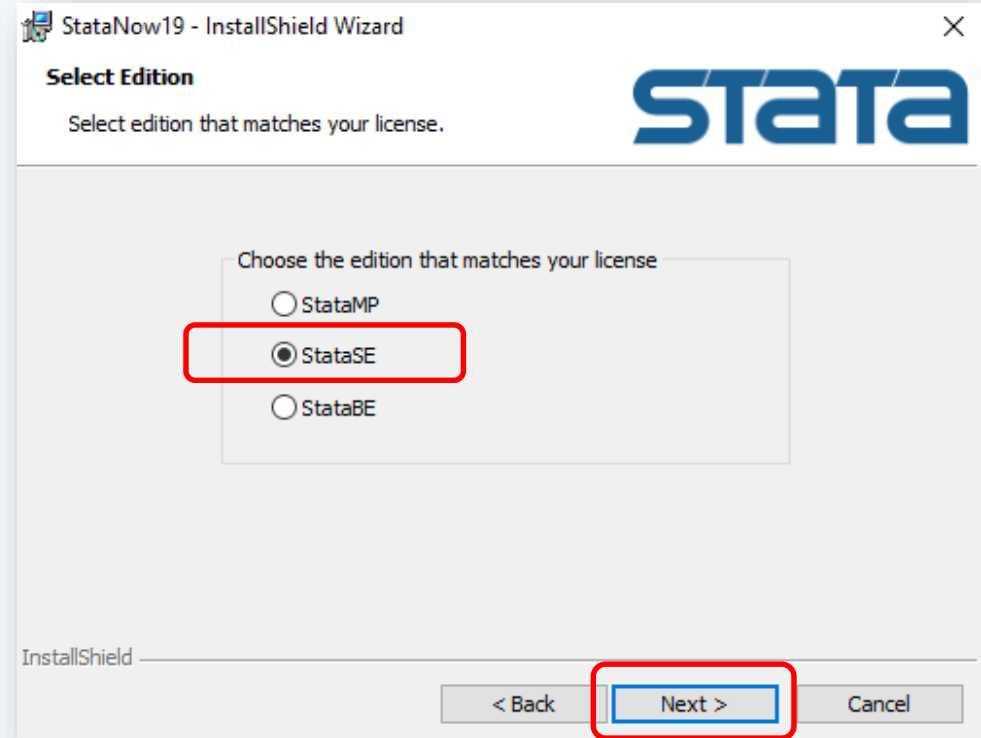 StataNow19 - InstallShield Wizard
Select Edition
Select edition that matches your license.
stata
Choose the edition that matches your license
StataMP
StataSE
StataBE
InstallShield
< Back
Next >
Cancel